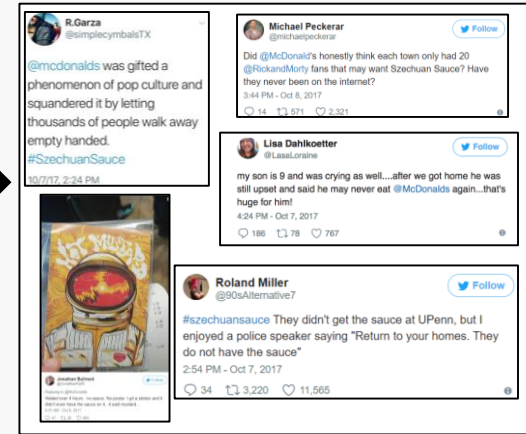 R.Garza
@simplecymbalsTX
@mcdonalds was gifted a
phenomenon of pop culture and
squandered it by letting
thousands of people walk away
empty handed.
#SzechuanSauce
10/7/17, 2:24 PM
Michael Peckerar
@michaelpeckerar
Follow
Did @McDonald's honestly think each town only had 20
@RickandMorty fans that may want Szechuan Sauce? Have
they never been on the internet?
3:44 PM - Oct 8, 2017
14 571 2,321
Lisa Dahlkoetter
@LasaLoraine
Follow
my son is 9 and was crying as well....after we got home he was
still upset and said he may never eat @McDonalds again...that's
huge for him!
4:24 PM - Oct 7, 2017
186 78 767
HOT MUSTARD
Roland Miller
@90sAlternative7
Follow
#szechuansauce They didn't get the sauce at UPenn, but I
enjoyed a police speaker saying "Return to your homes. They
do not have the sauce"
2:54 PM - Oct 7, 2017
34 3,220 11,565